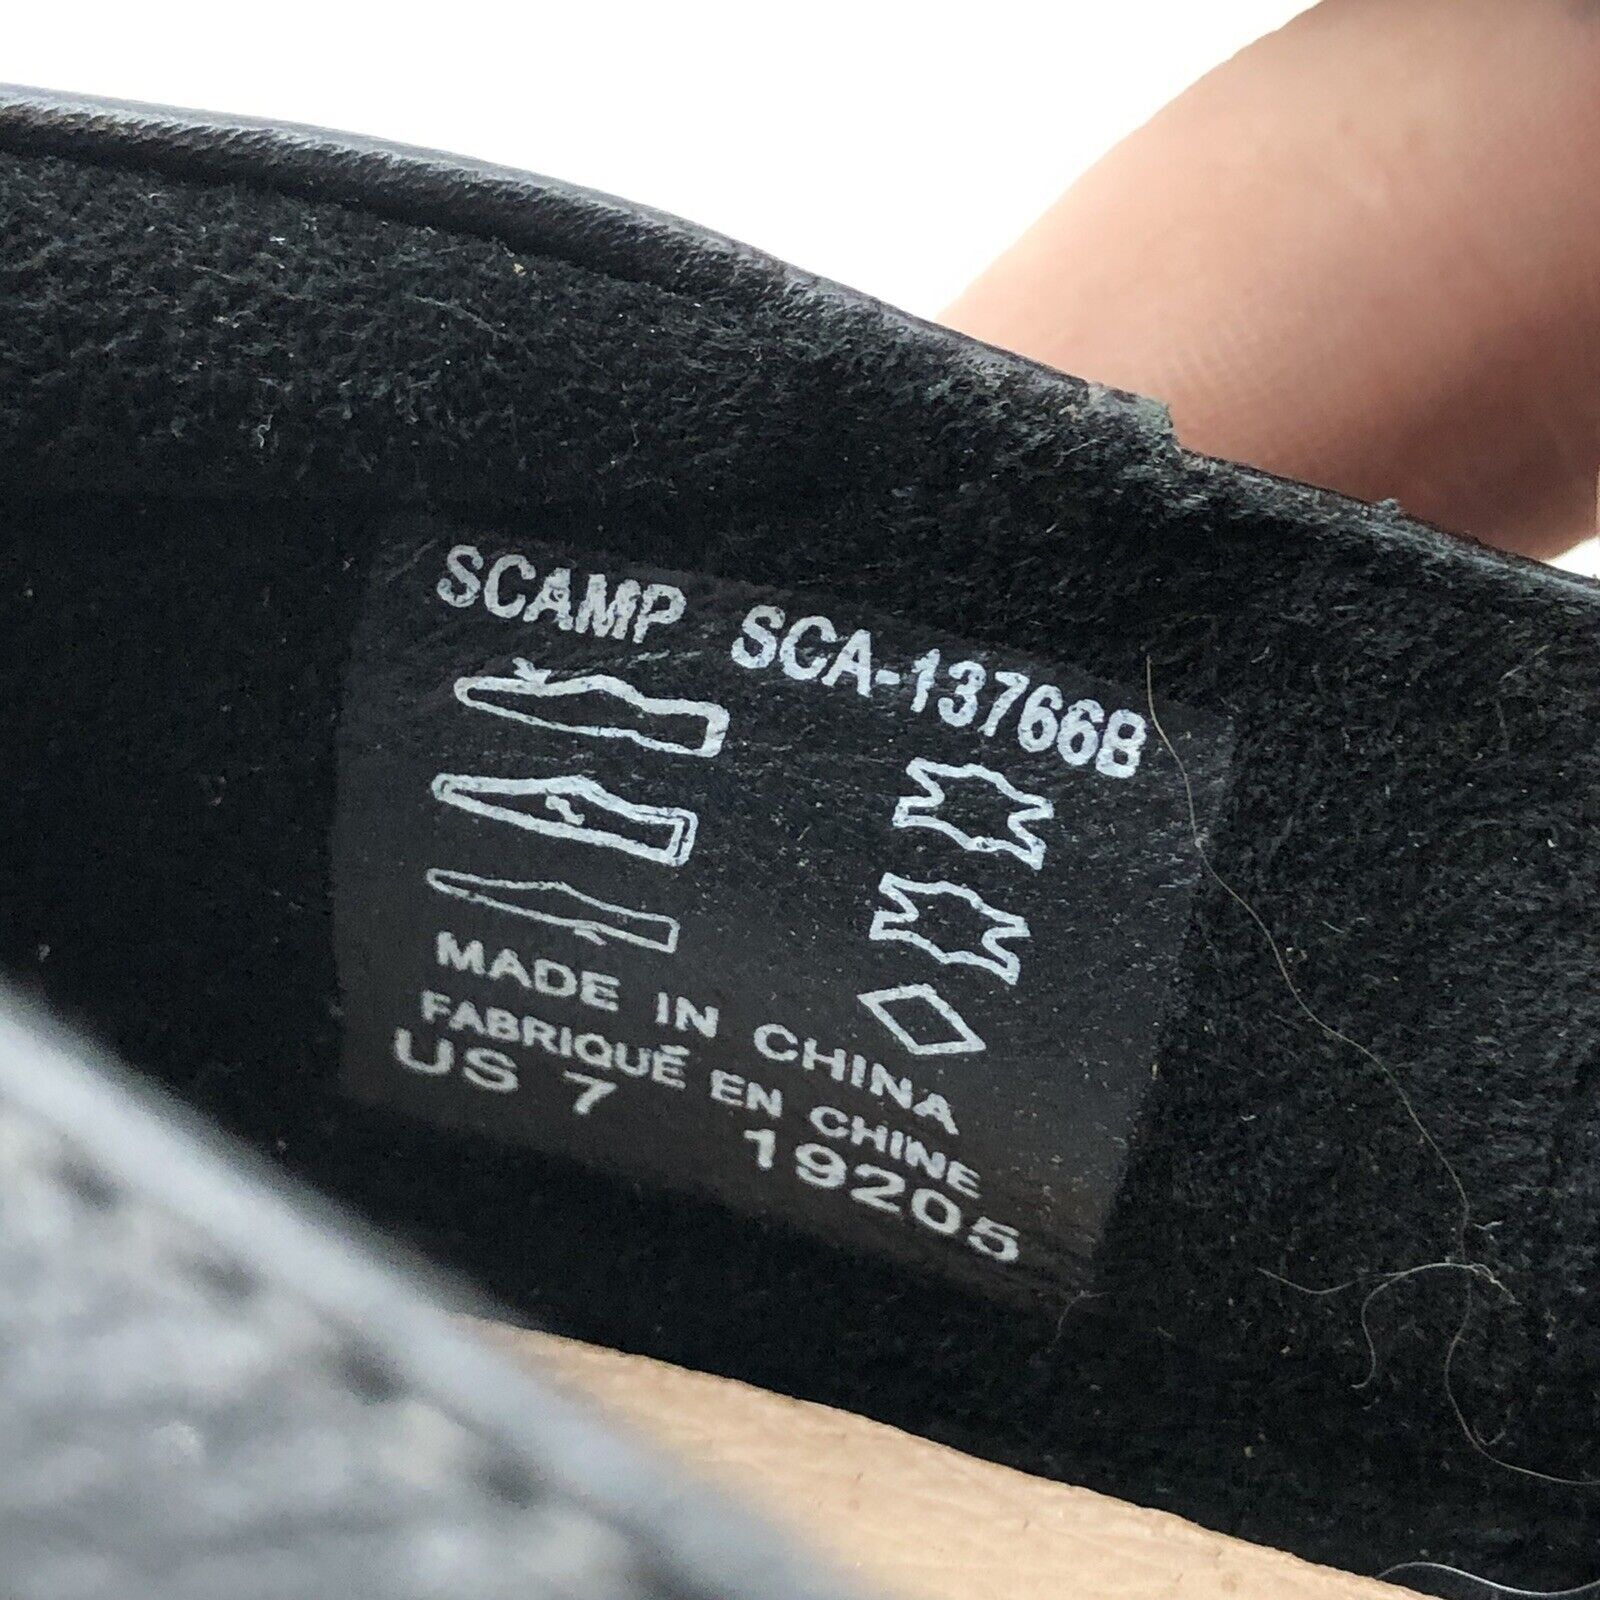 SCAMP SCA-13766B
MADE IN CHINA
FABRIQUÉ EN CHINE
US 7 19205